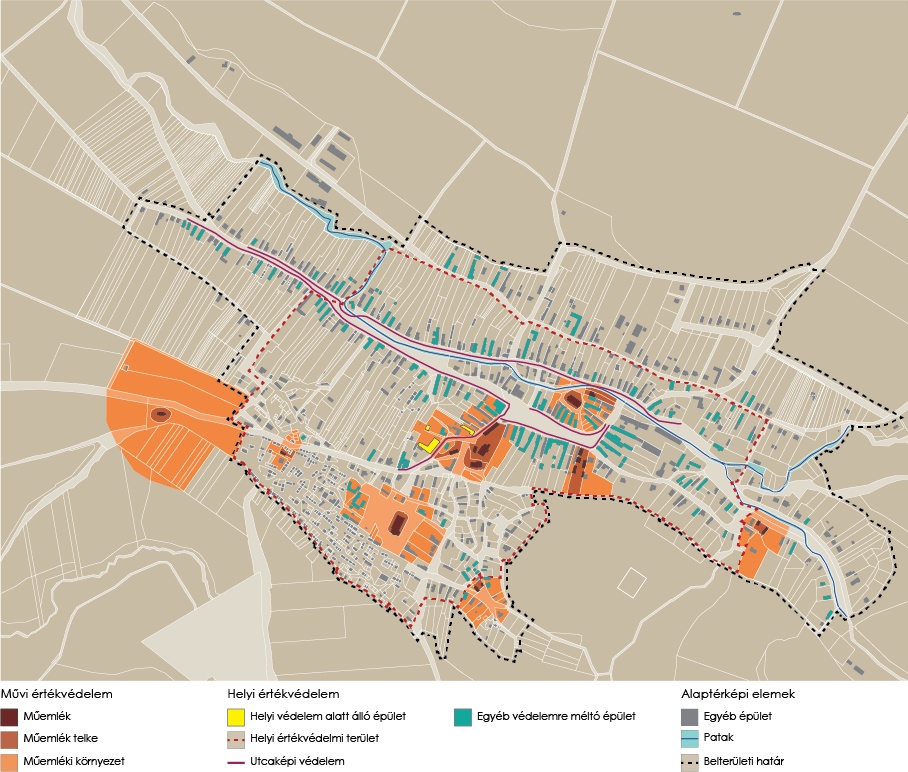 Művi értékvédelem
Műemlék
Műemlék telke
Műemléki környezet
Helyi értékvédelem
Helyi védelem alatt álló épület
Helyi értékvédelmi terület
Utcaképi védelem
Egyéb védelemre méltó épület
Alaptérképi elemek
Egyéb épület
Patak
Belterületi határ